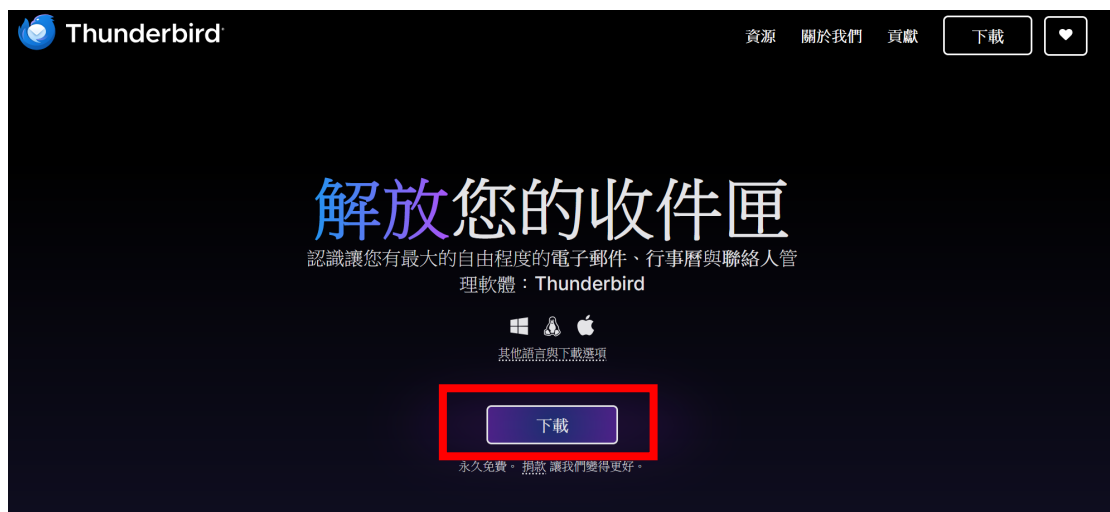 Thunderbird
資源 關於我們 貢獻 下載
解放您的收件匣
認識讓您有最大的自由程度的電子郵件、行事曆與聯絡人管
理軟體：Thunderbird
其他語言與下載選項
下載
永久免費。 捐款 讓我們變得更好。